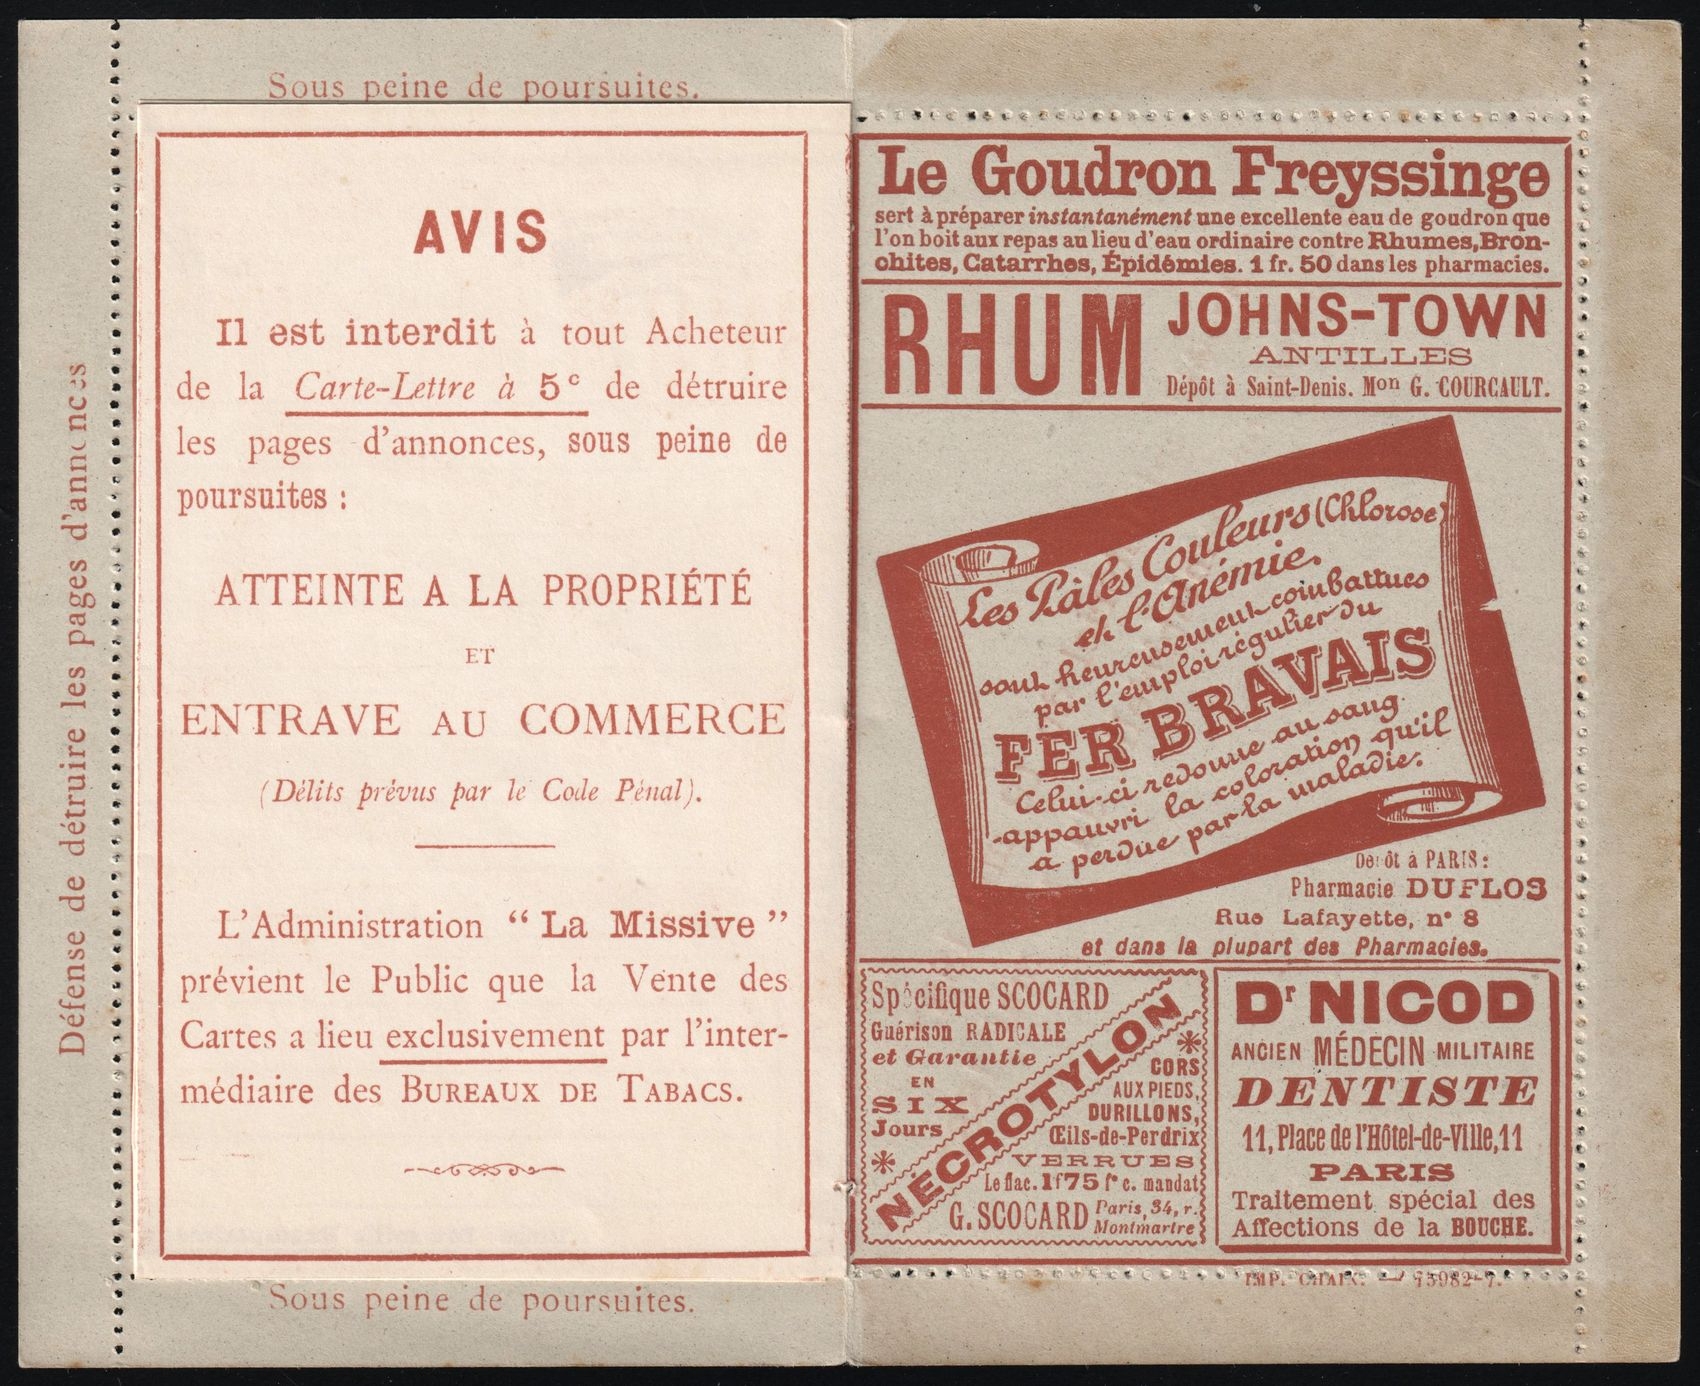 Sous peine de poursuites.
Défense de détruire les pages d'annonces
AVIS
Il est interdit à tout Acheteur
de la Carte-Lettre à 5c de détruire
les pages d'annonces, sous peine de
poursuites :
ATTEINTE A LA PROPRIÉTÉ
ET
ENTRAVE AU COMMERCE
(Délits prévus par le Code Pénal).
L'Administration “ La Missive ”
prévient le Public que la Vente des
Cartes a lieu exclusivement par l'inter-
médiaire des BUREAUX DE TABACS.
Sous peine de poursuites.
Le Goudron Freyssinge
sert à préparer instantanément une excellente eau de goudron que
l'on boit aux repas au lieu d'eau ordinaire contre Rhumes, Bron-
chites, Catarrhes, Épidémies. 1 fr. 50 dans les pharmacies.
RHUM JOHNS-TOWN
ANTILLES
Dépôt à Saint-Denis. Mon G. COURCAULT.
Les Pâles Couleurs (Chlorose)
et l'Anémie.
sont heureusement combattues
par l'emploi régulier du
FER BRAVAIS
Celui-ci redonne au sang
appauvri la coloration qu'il
a perdue par la maladie.
Dépôt à PARIS :
Pharmacie DUFLOS
Rue Lafayette, n° 8
et dans la plupart des Pharmacies.
Spécifique SCOCARD
Guérison RADICALE
et Garantie
EN
SIX
Jours
NÉCROTYLON
CORS
AUX PIEDS,
DURILLONS,
Œils-de-Perdrix
VERRUES
Le flac. 1f75 fo c. mandat
G. SCOCARD Paris, 34, r.
Montmartre
Dr NICOD
ANCIEN MÉDECIN MILITAIRE
DENTISTE
11, Place de l'Hôtel-de-Ville, 11
PARIS
Traitement spécial des
Affections de la BOUCHE.
IMP. CHAIX. — 15982-7.